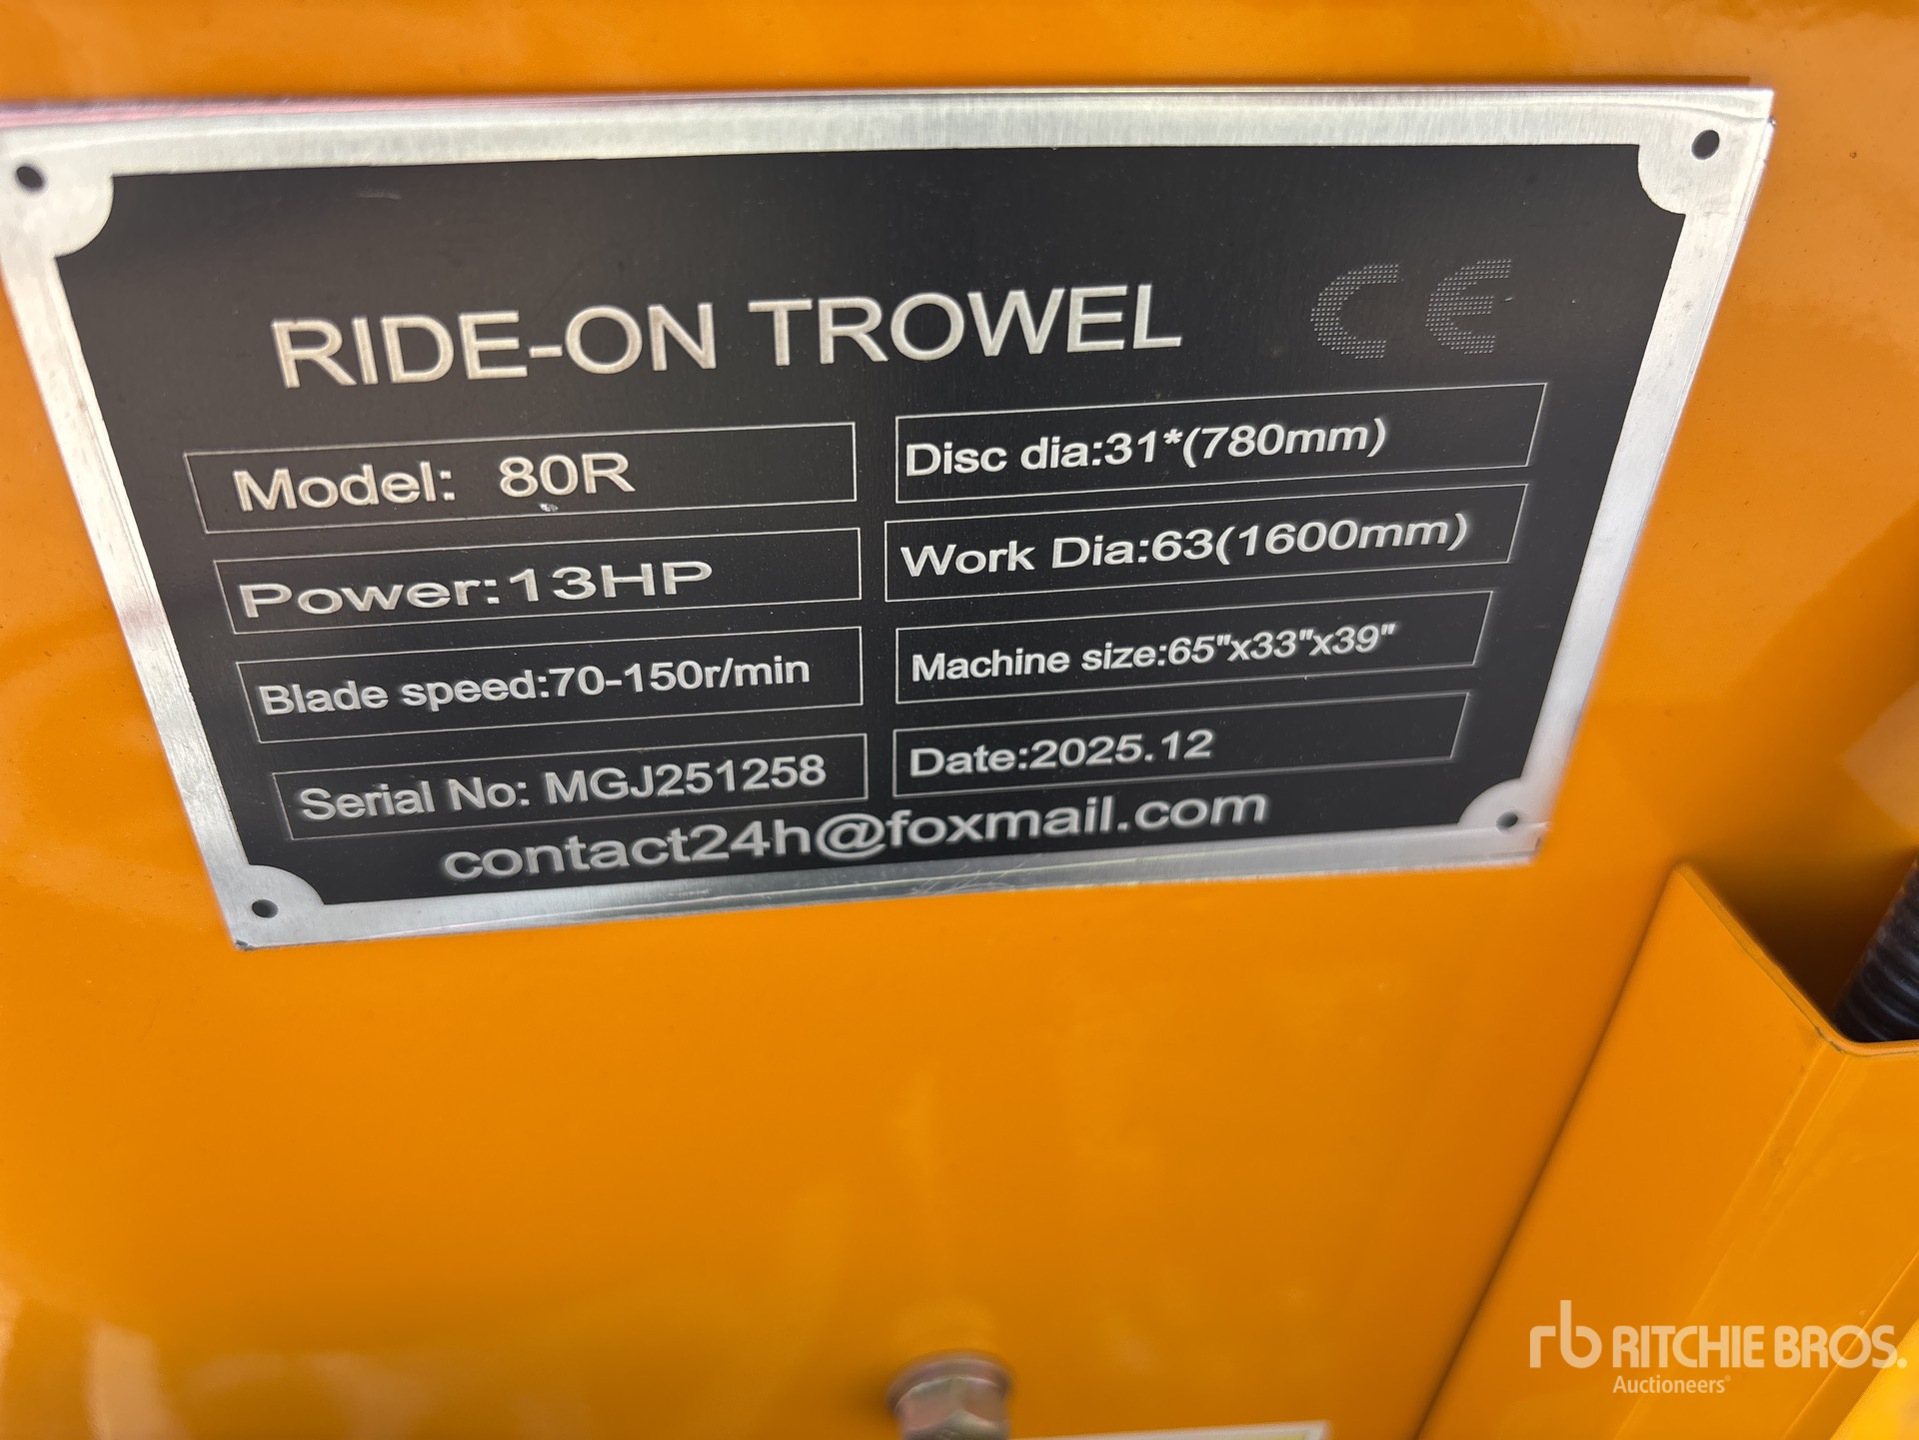 RIDE-ON TROWEL CE
Model: 80R
Disc dia:31*(780mm)
Power:13HP
Work Dia:63(1600mm)
Blade speed:70-150r/min
Machine size:65"x33"x39"
Serial No: MGJ251258
Date:2025.12
contact24h@foxmail.com
rb RITCHIE BROS.
Auctioneers